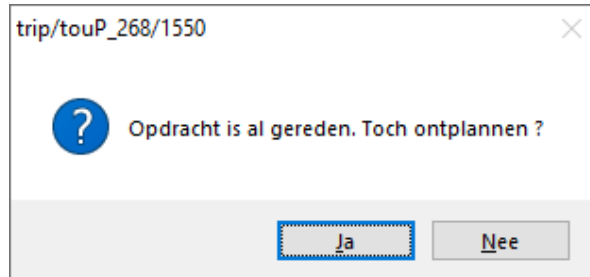 trip/touP_268/1550
?
Opdracht is al gereden. Toch ontplannen ?
Ja
Nee